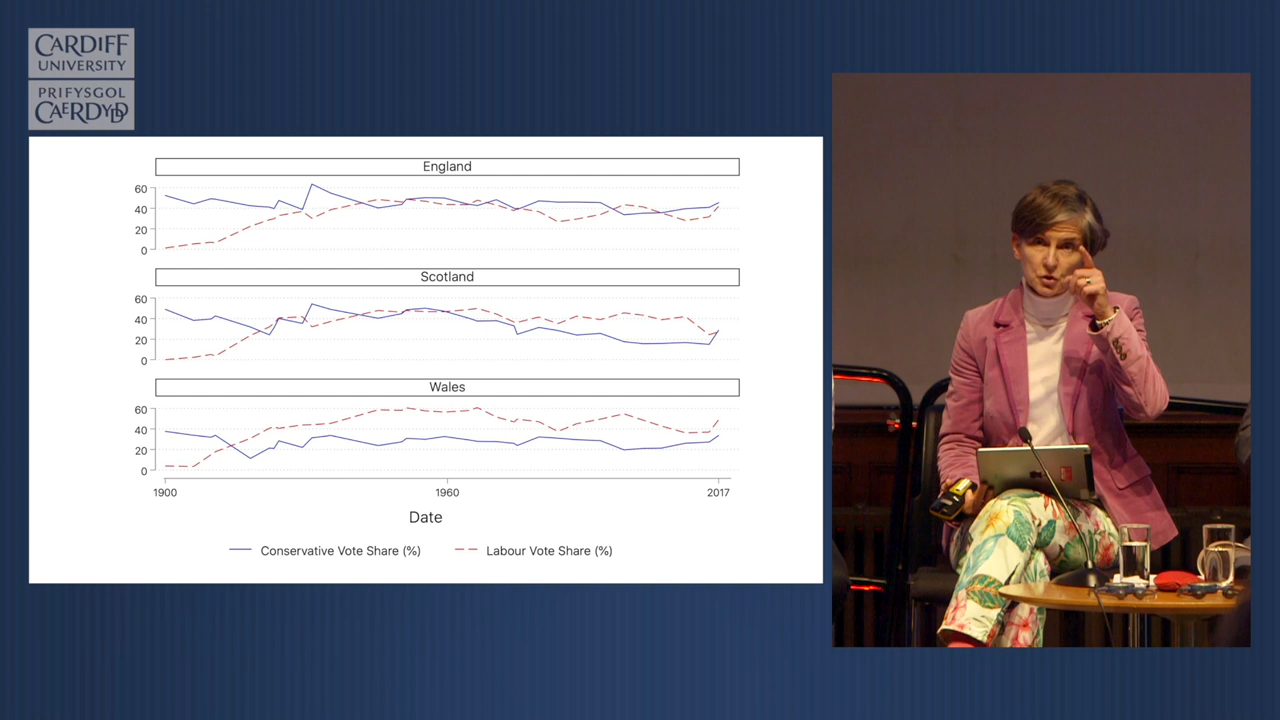 CARDIFF
UNIVERSITY
PRIFYSGOL
CAERDYDD
England
60
40
20
0
Scotland
60
40
20
0
Wales
60
40
20
0
1900 1960 2017
Date
Conservative Vote Share (%) Labour Vote Share (%)